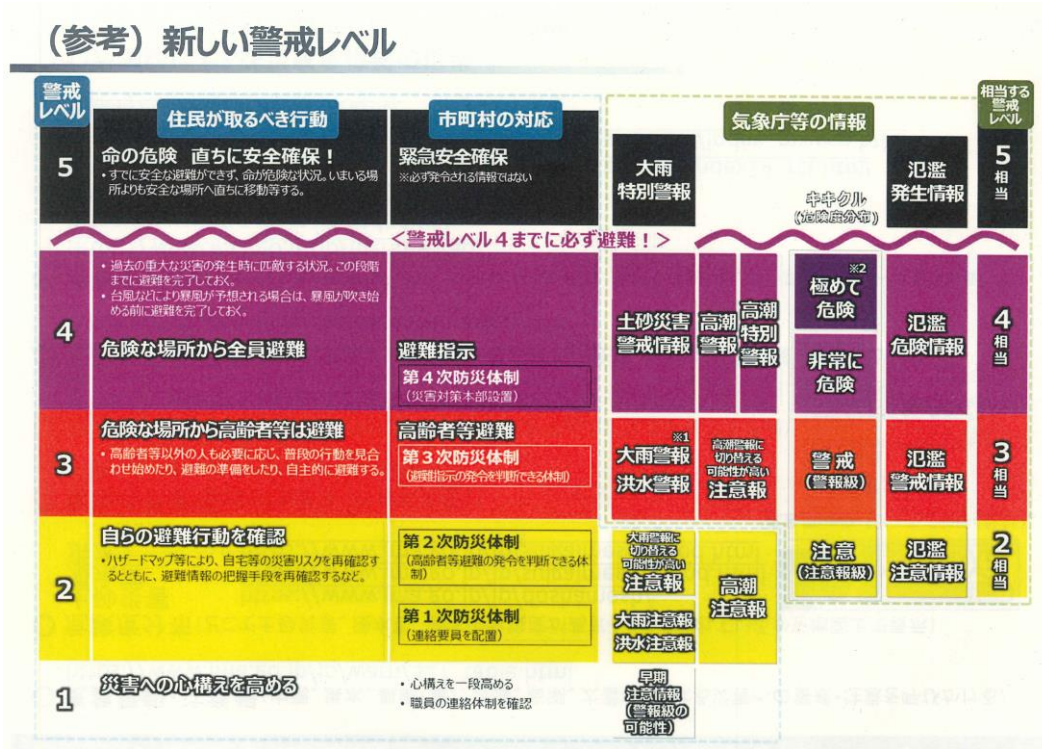 （参考）新しい警戒レベル
警戒
レベル
住民が取るべき行動
市町村の対応
気象庁等の情報
相当する
警戒
レベル
5
命の危険 直ちに安全確保！
・すでに安全な避難ができず、命が危険な状況。いまいる場
所よりも安全な場所へ直ちに移動等する。
緊急安全確保
※必ず発令される情報ではない
大雨
特別警報
キキクル
（危険度分布）
氾濫
発生情報
5
相
当
＜警戒レベル４までに必ず避難！＞
4
・過去の重大な災害の発生時に匹敵する状況。この段階
までに避難を完了しておく。
・台風などにより暴風が予想される場合は、暴風が吹き始
める前に避難を完了しておく。
危険な場所から全員避難
避難指示
第４次防災体制
（災害対策本部設置）
土砂災害
警戒情報
高潮
警報
高潮
特別
警報
※2
極めて
危険
非常に
危険
氾濫
危険情報
4
相
当
3
危険な場所から高齢者等は避難
・高齢者等以外の人も必要に応じ、普段の行動を見合
わせ始めたり、避難の準備をしたり、自主的に避難する。
高齢者等避難
第３次防災体制
（避難指示の発令を判断できる体制）
※1
大雨警報
洪水警報
高潮警報に
切り替える
可能性が高い
注意報
警戒
（警報級）
氾濫
警戒情報
3
相
当
2
自らの避難行動を確認
・ハザードマップ等により、自宅等の災害リスクを再確認す
るとともに、避難情報の把握手段を再確認するなど。
第２次防災体制
（高齢者等避難の発令を判断できる体
制）
第１次防災体制
（連絡要員を配置）
大雨警報に
切り替える
可能性が高い
注意報
大雨注意報
洪水注意報
高潮
注意報
注意
（注意報級）
氾濫
注意情報
2
相
当
1
災害への心構えを高める
・心構えを一段高める
・職員の連絡体制を確認
早期
注意情報
（警報級の
可能性）